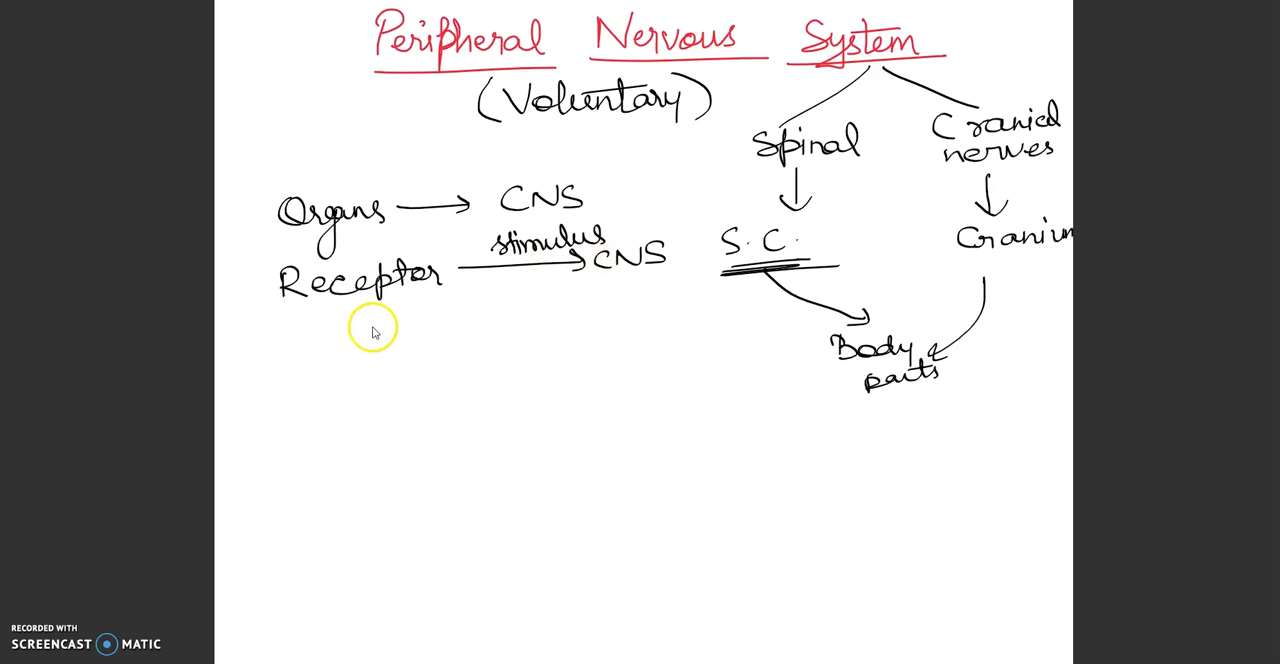 Peripheral Nervous System
(Voluntary)
Spinal
Cranial
nerves
Organs → CNS
stimulus
Receptor → CNS
S.C.
Cranium
Body
parts
RECORDED WITH
SCREENCAST MATIC